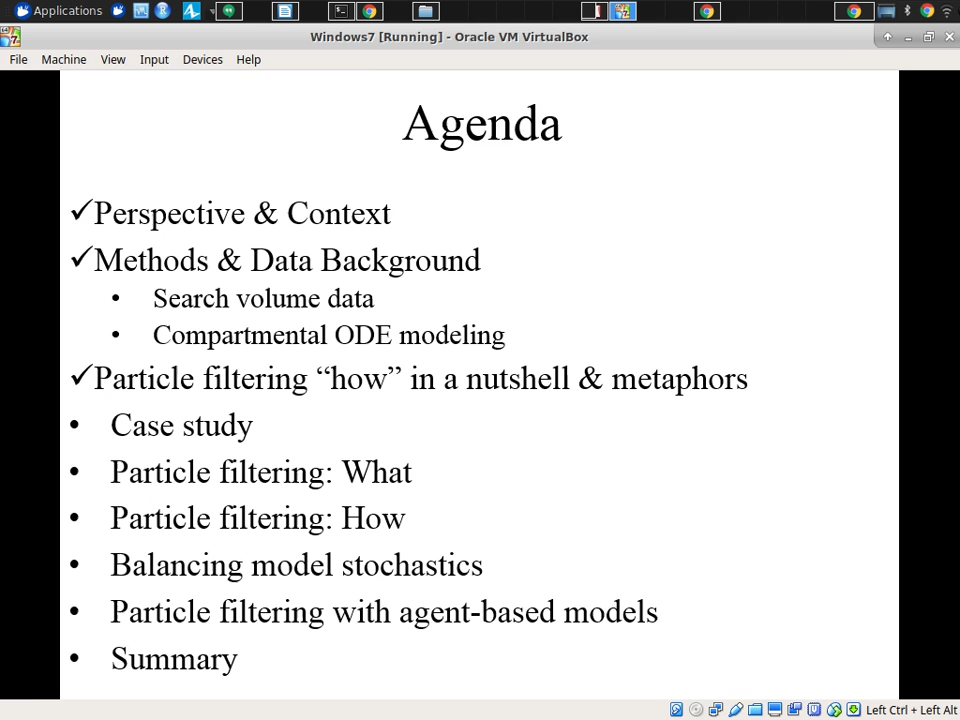 Applications
Windows7 [Running] - Oracle VM VirtualBox
File Machine View Input Devices Help
Agenda
✓Perspective & Context
✓Methods & Data Background
• Search volume data
• Compartmental ODE modeling
✓Particle filtering “how” in a nutshell & metaphors
• Case study
• Particle filtering: What
• Particle filtering: How
• Balancing model stochastics
• Particle filtering with agent-based models
• Summary
Left Ctrl + Left Alt